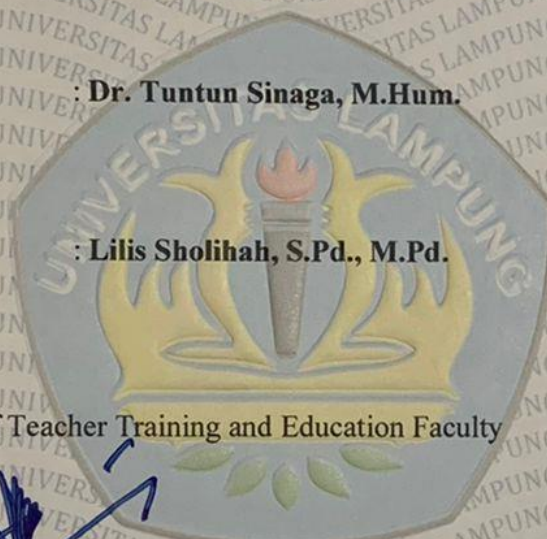 : Dr. Tuntun Sinaga, M.Hum.
UNIVERSITAS LAMPUNG
: Lilis Sholihah, S.Pd., M.Pd.
Teacher Training and Education Faculty